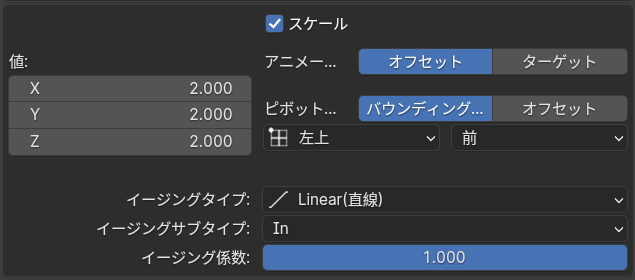 スケール
値:
アニメー... オフセット ターゲット
X 2.000
Y 2.000
Z 2.000
ピボット... バウンディング... オフセット
左上 前
イージングタイプ: Linear(直線)
イージングサブタイプ: In
イージング係数: 1.000